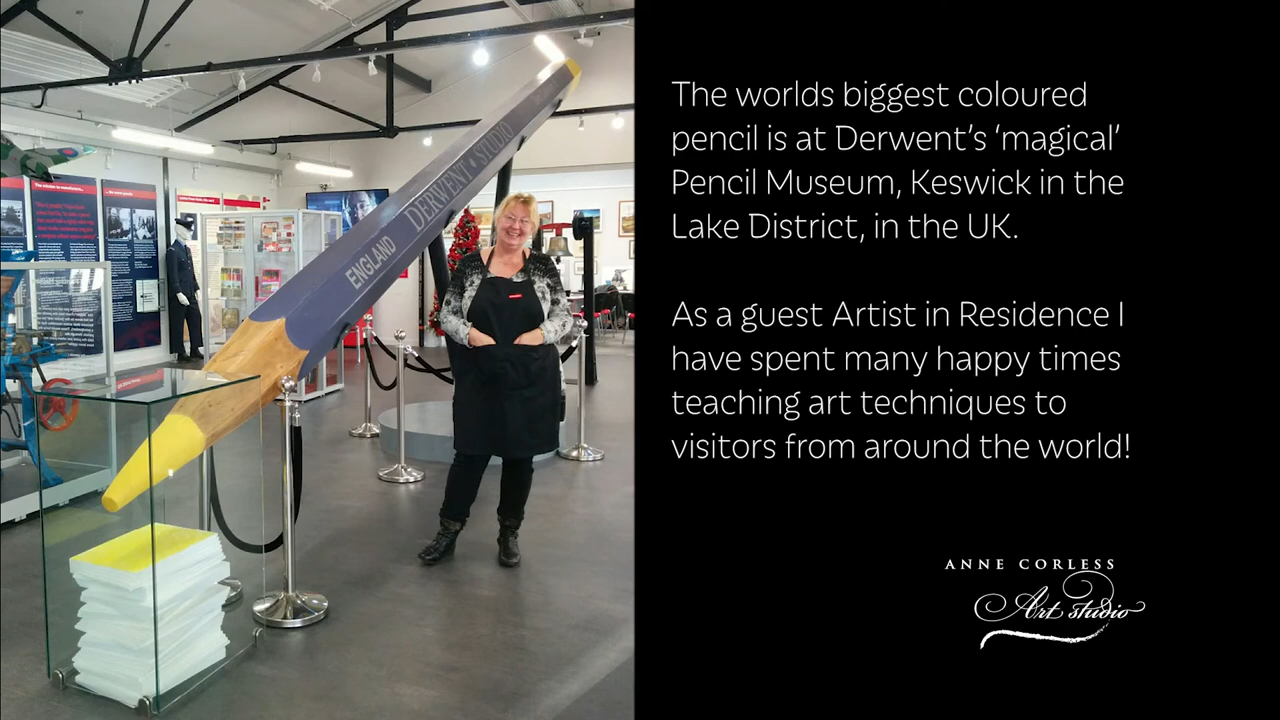 ENGLAND DERWENT • STUDIO
The worlds biggest coloured
pencil is at Derwent’s ‘magical’
Pencil Museum, Keswick in the
Lake District, in the UK.
As a guest Artist in Residence I
have spent many happy times
teaching art techniques to
visitors from around the world!
ANNE CORLESS
Art studio